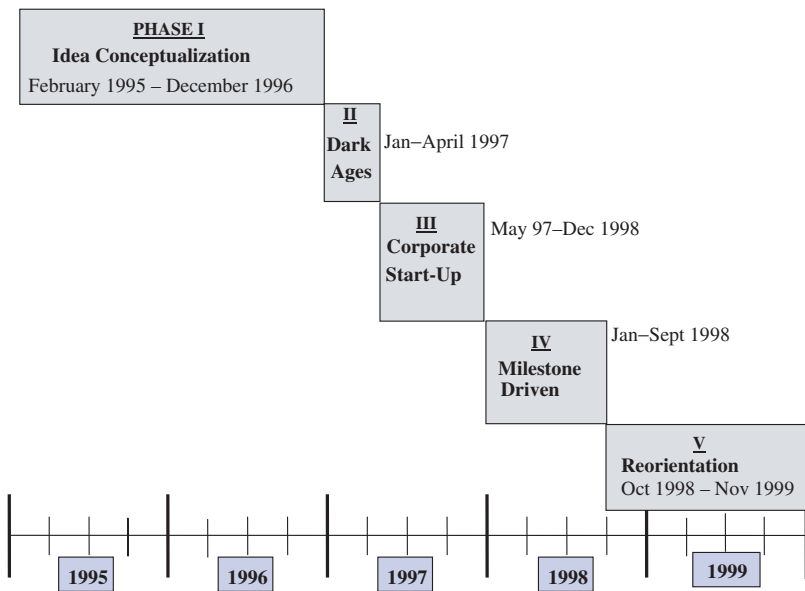 PHASE I
Idea Conceptualization
February 1995 – December 1996
II
Dark
Ages
Jan–April 1997
III
Corporate
Start-Up
May 97–Dec 1998
IV
Milestone
Driven
Jan–Sept 1998
V
Reorientation
Oct 1998 – Nov 1999
1995
1996
1997
1998
1999